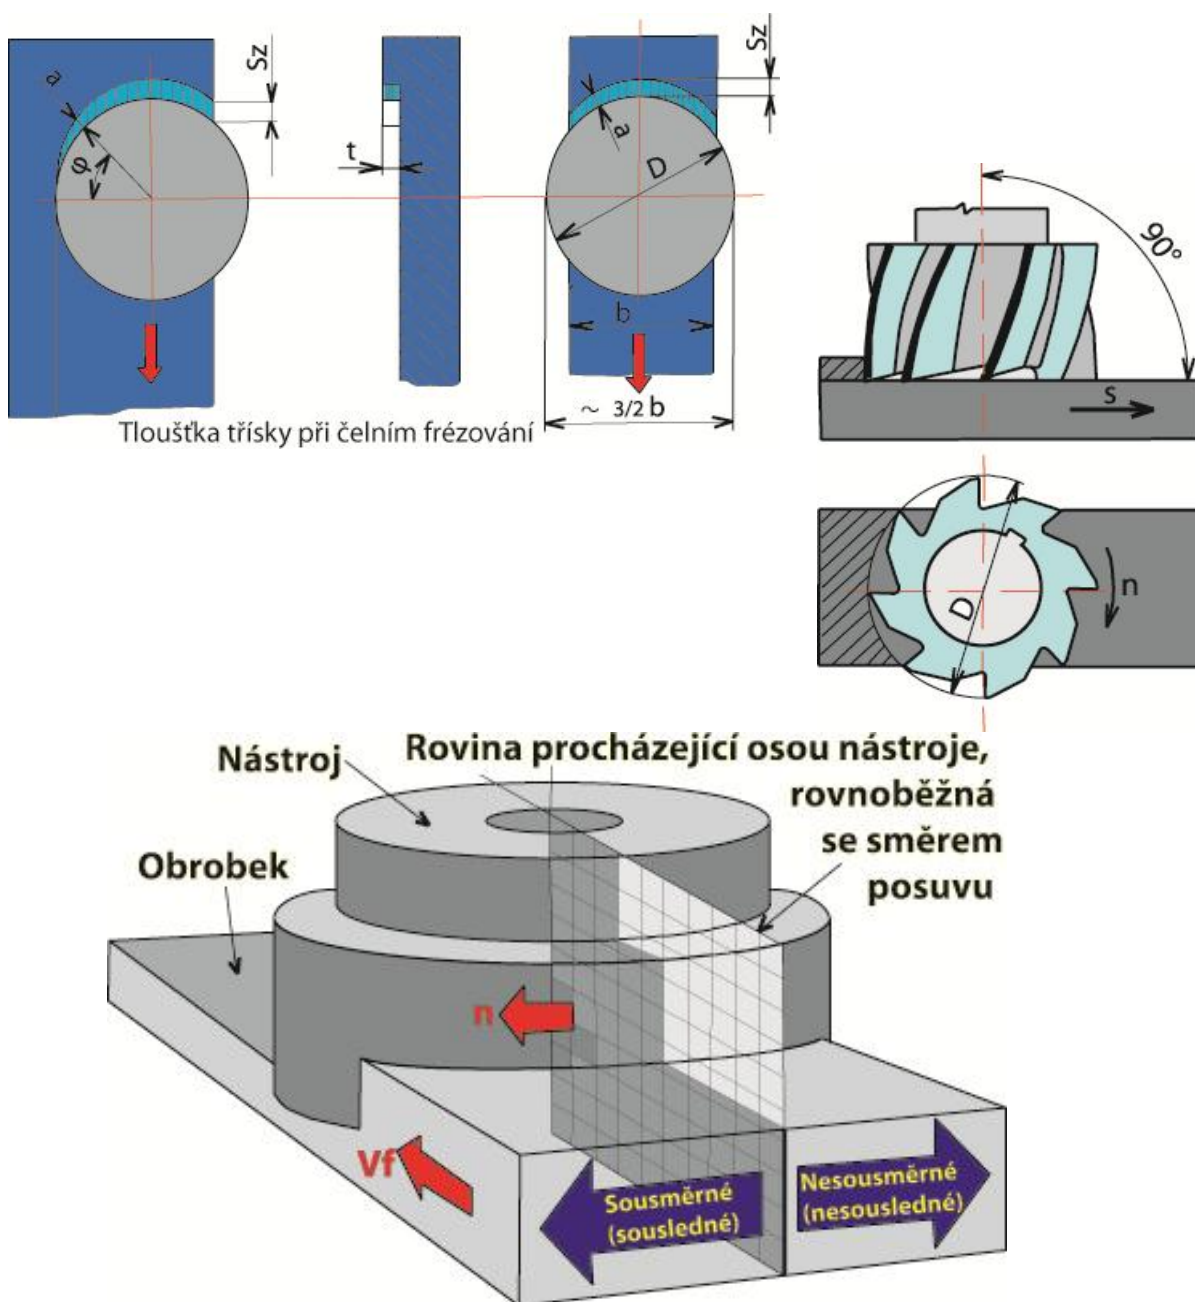 a
Sz
φ
t
Sz
a
D
b
~ 3/2 b
Tloušťka třísky při čelním frézování
90°
s
D
n
Nástroj
Rovina procházející osou nástroje,
rovnoběžná
se směrem
posuvu
Obrobek
n
Vf
Sousměrné
(sousledné)
Nesousměrné
(nesousledné)